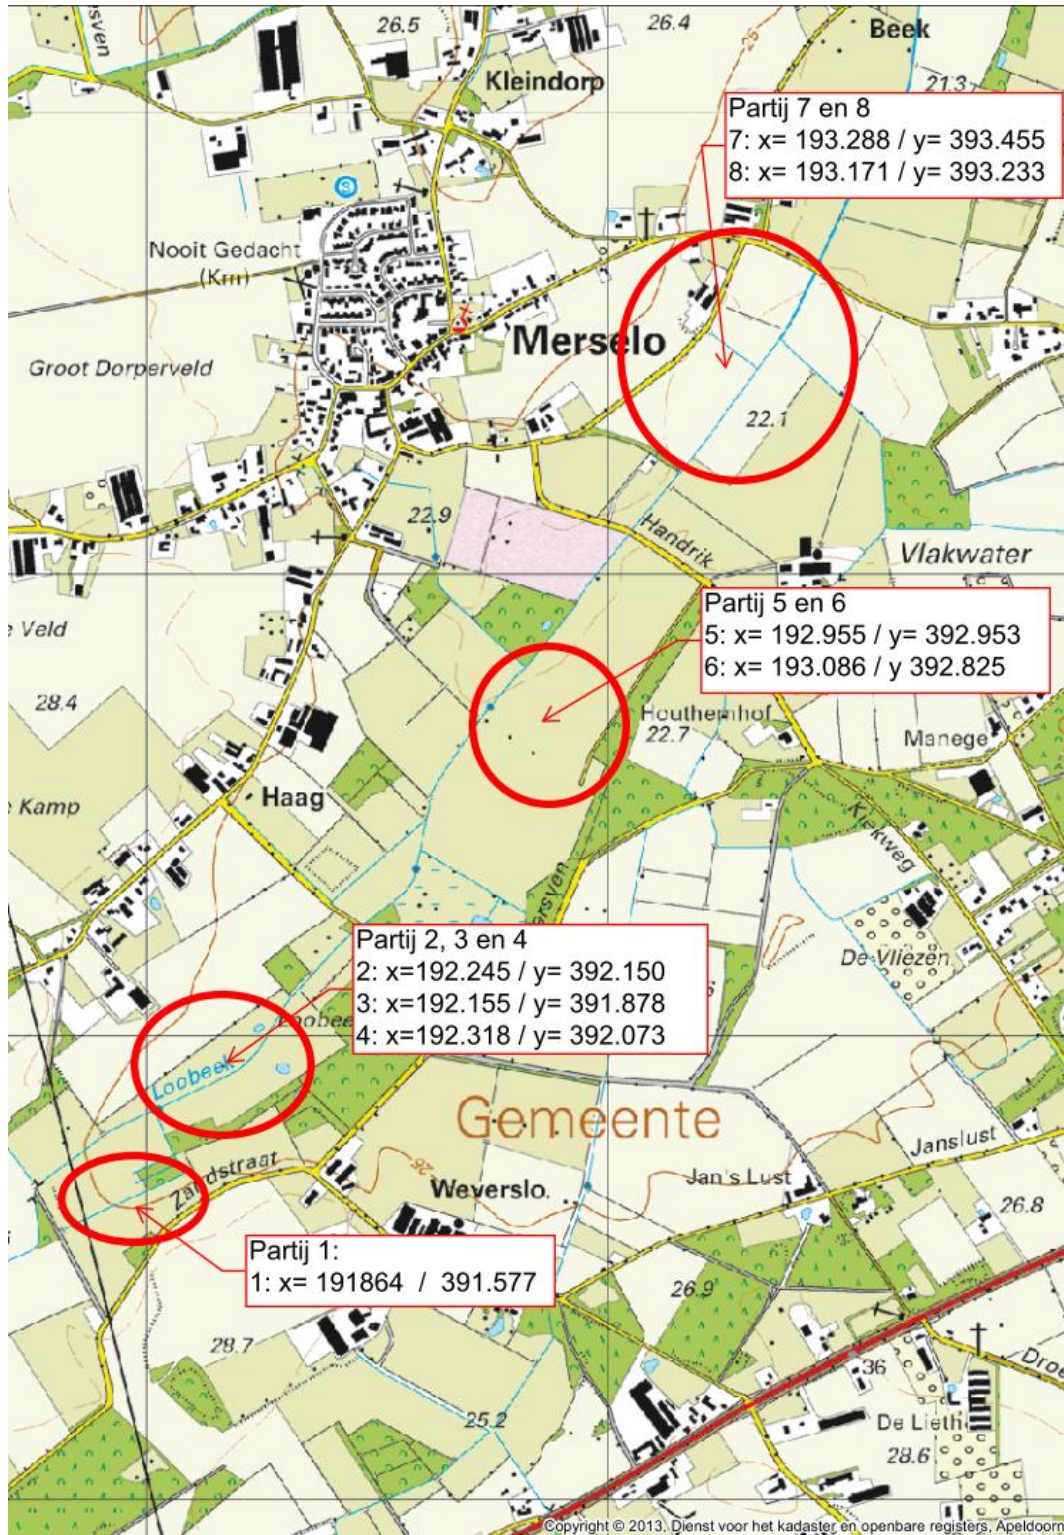 26.5
26.4
Beek
Kleindorp
21.3
25
Partij 7 en 8
7: x= 193.288 / y= 393.455
8: x= 193.171 / y= 393.233
Nooit Gedacht
(Krn)
Merselo
Groot Dorperveld
22.1
22.9
Handrik
Vlakwater
Partij 5 en 6
5: x= 192.955 / y= 392.953
6: x= 193.086 / y 392.825
Veld
28.4
Houthemhof
22.7
Manege
Kamp
Haag
Kiekweg
Partij 2, 3 en 4
2: x=192.245 / y= 392.150
3: x=192.155 / y= 391.878
4: x=192.318 / y= 392.073
De Vliezen
Loobeek
Gemeente
Zandstraat
26
Janslust
Jan's Lust
Weverslo
26.8
Partij 1:
1: x= 191864 / 391.577
26.9
28.7
36
25.2
De Lieth
28.6
Copyright © 2013, Dienst voor het kadaster en openbare registers, Apeldoorn